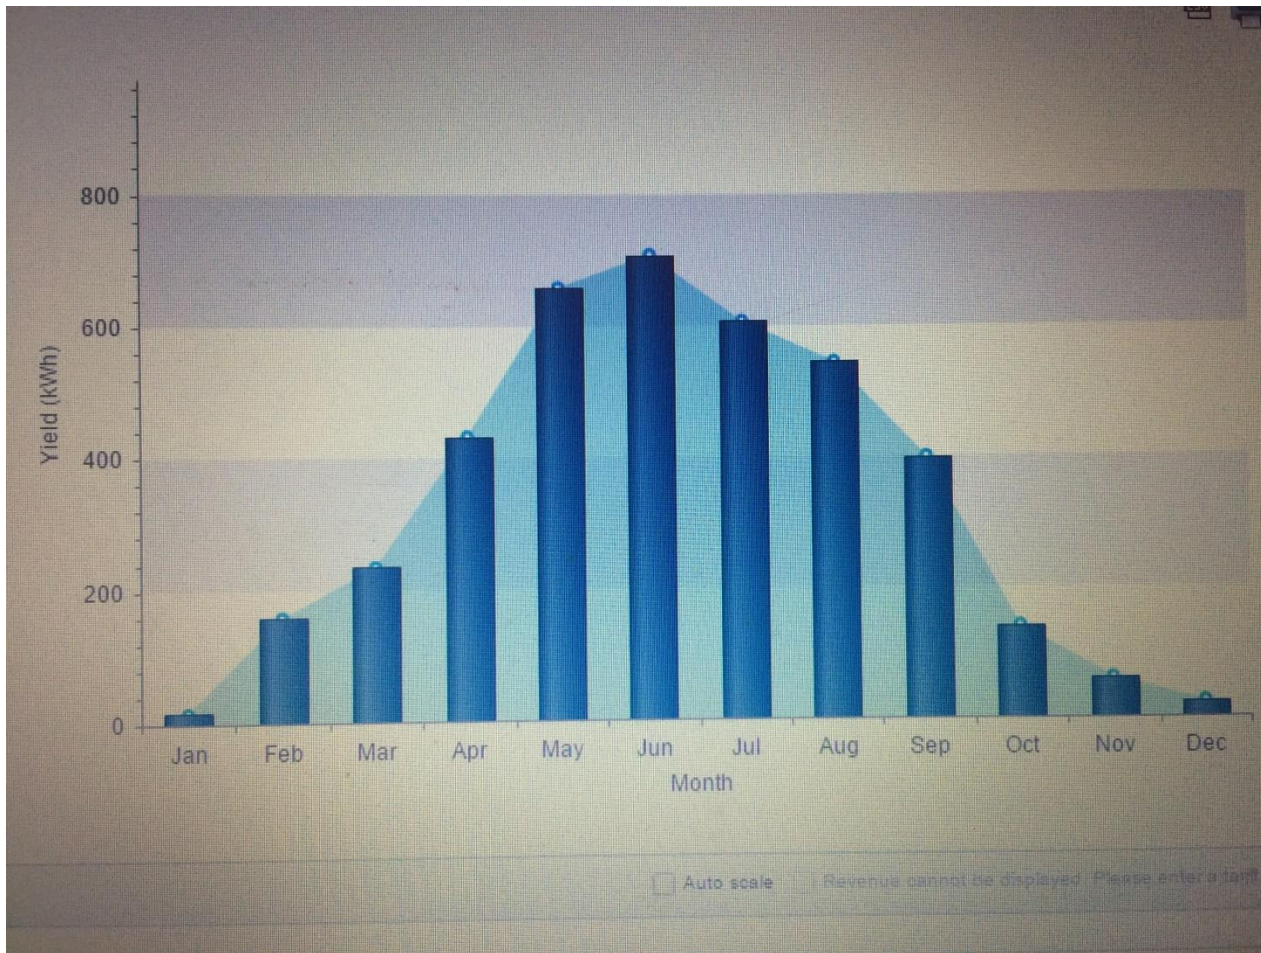 800
600
400
200
0
Yield (kWh)
Jan Feb Mar Apr May Jun Jul Aug Sep Oct Nov Dec
Month
Auto scale Revenue cannot be displayed. Please enter a tariff